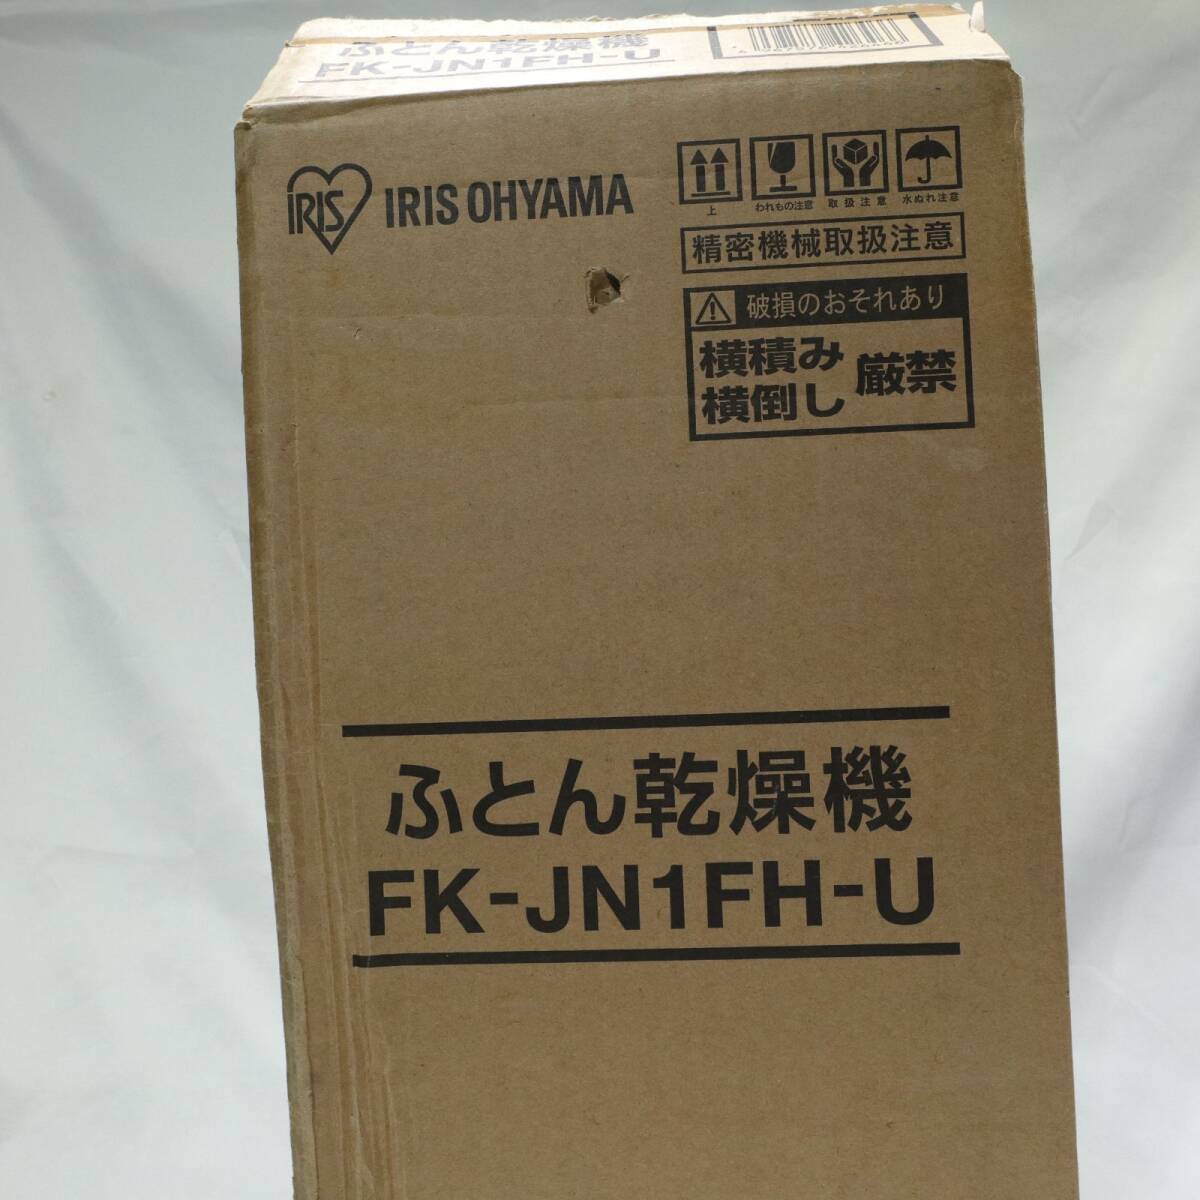 ふとん乾燥機
FK-JN1FH-U
IRIS
IRIS OHYAMA
上
われもの注意
取扱注意
水ぬれ注意
精密機械取扱注意
破損のおそれあり
横積み
横倒し
厳禁
ふとん乾燥機
FK-JN1FH-U